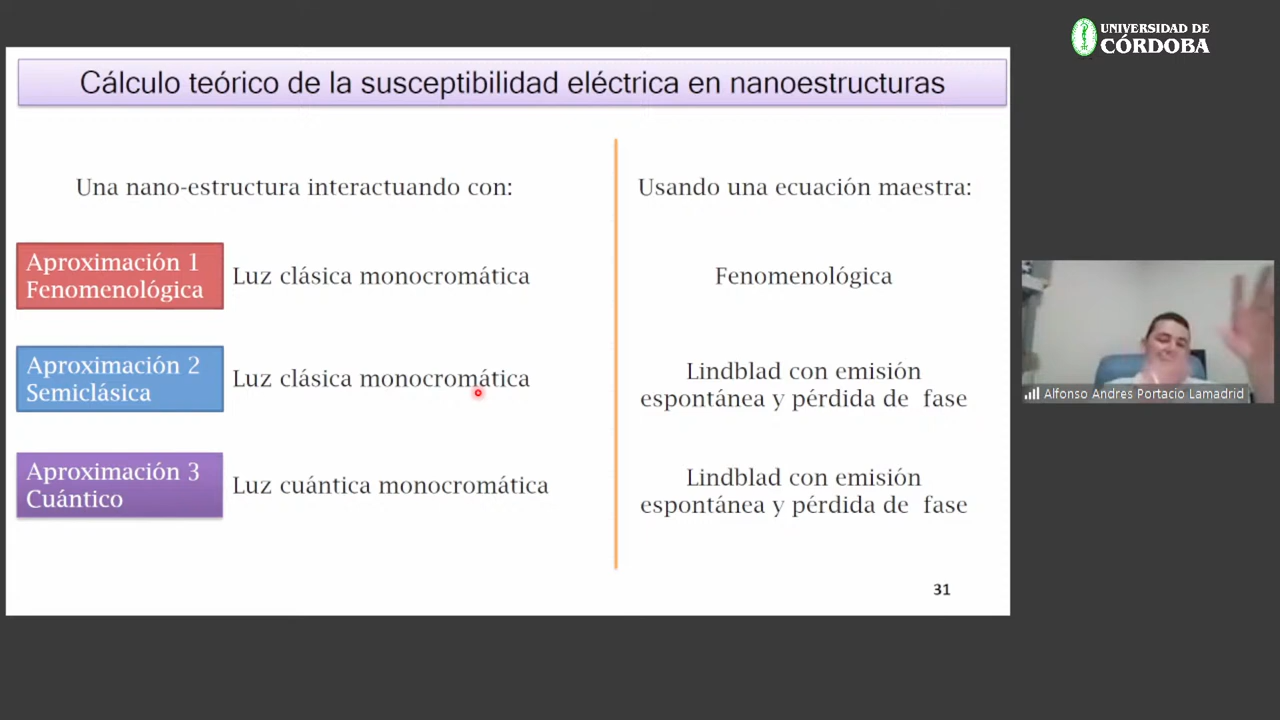 UNIVERSIDAD DE
CÓRDOBA
Cálculo teórico de la susceptibilidad eléctrica en nanoestructuras
Una nano-estructura interactuando con:
Usando una ecuación maestra:
Aproximación 1
Fenomenológica
Luz clásica monocromática
Fenomenológica
Aproximación 2
Semiclásica
Luz clásica monocromática
Lindblad con emisión
espontánea y pérdida de fase
Aproximación 3
Cuántico
Luz cuántica monocromática
Lindblad con emisión
espontánea y pérdida de fase
31
Alfonso Andres Portacio Lamadrid